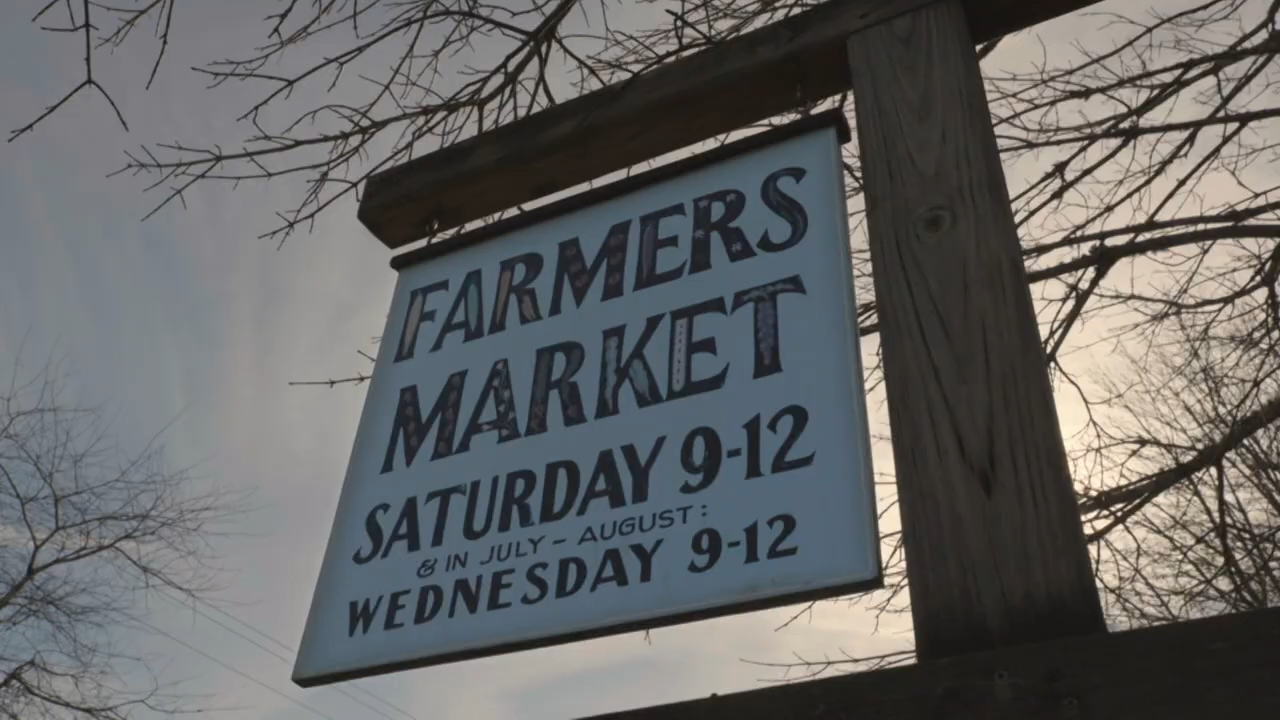 FARMERS
MARKET
SATURDAY 9-12
& IN JULY - AUGUST:
WEDNESDAY 9-12